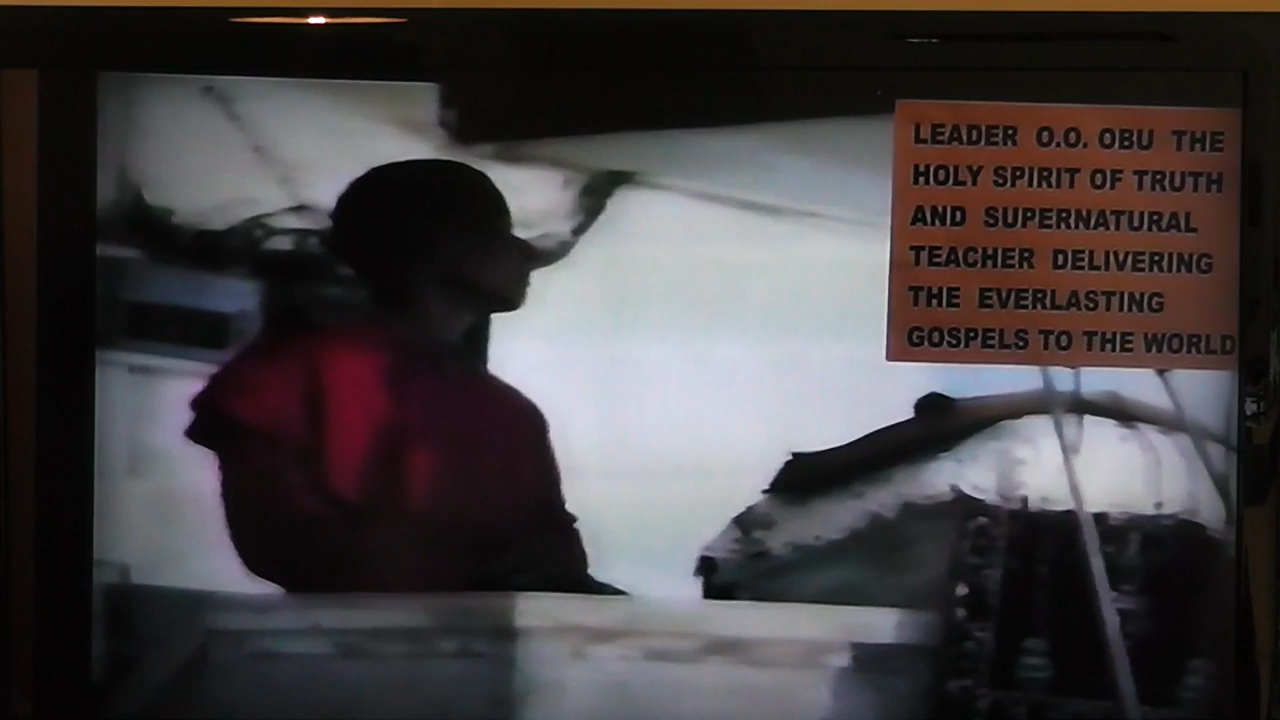 LEADER O.O. OBU THE
HOLY SPIRIT OF TRUTH
AND SUPERNATURAL
TEACHER DELIVERING
THE EVERLASTING
GOSPELS TO THE WORLD